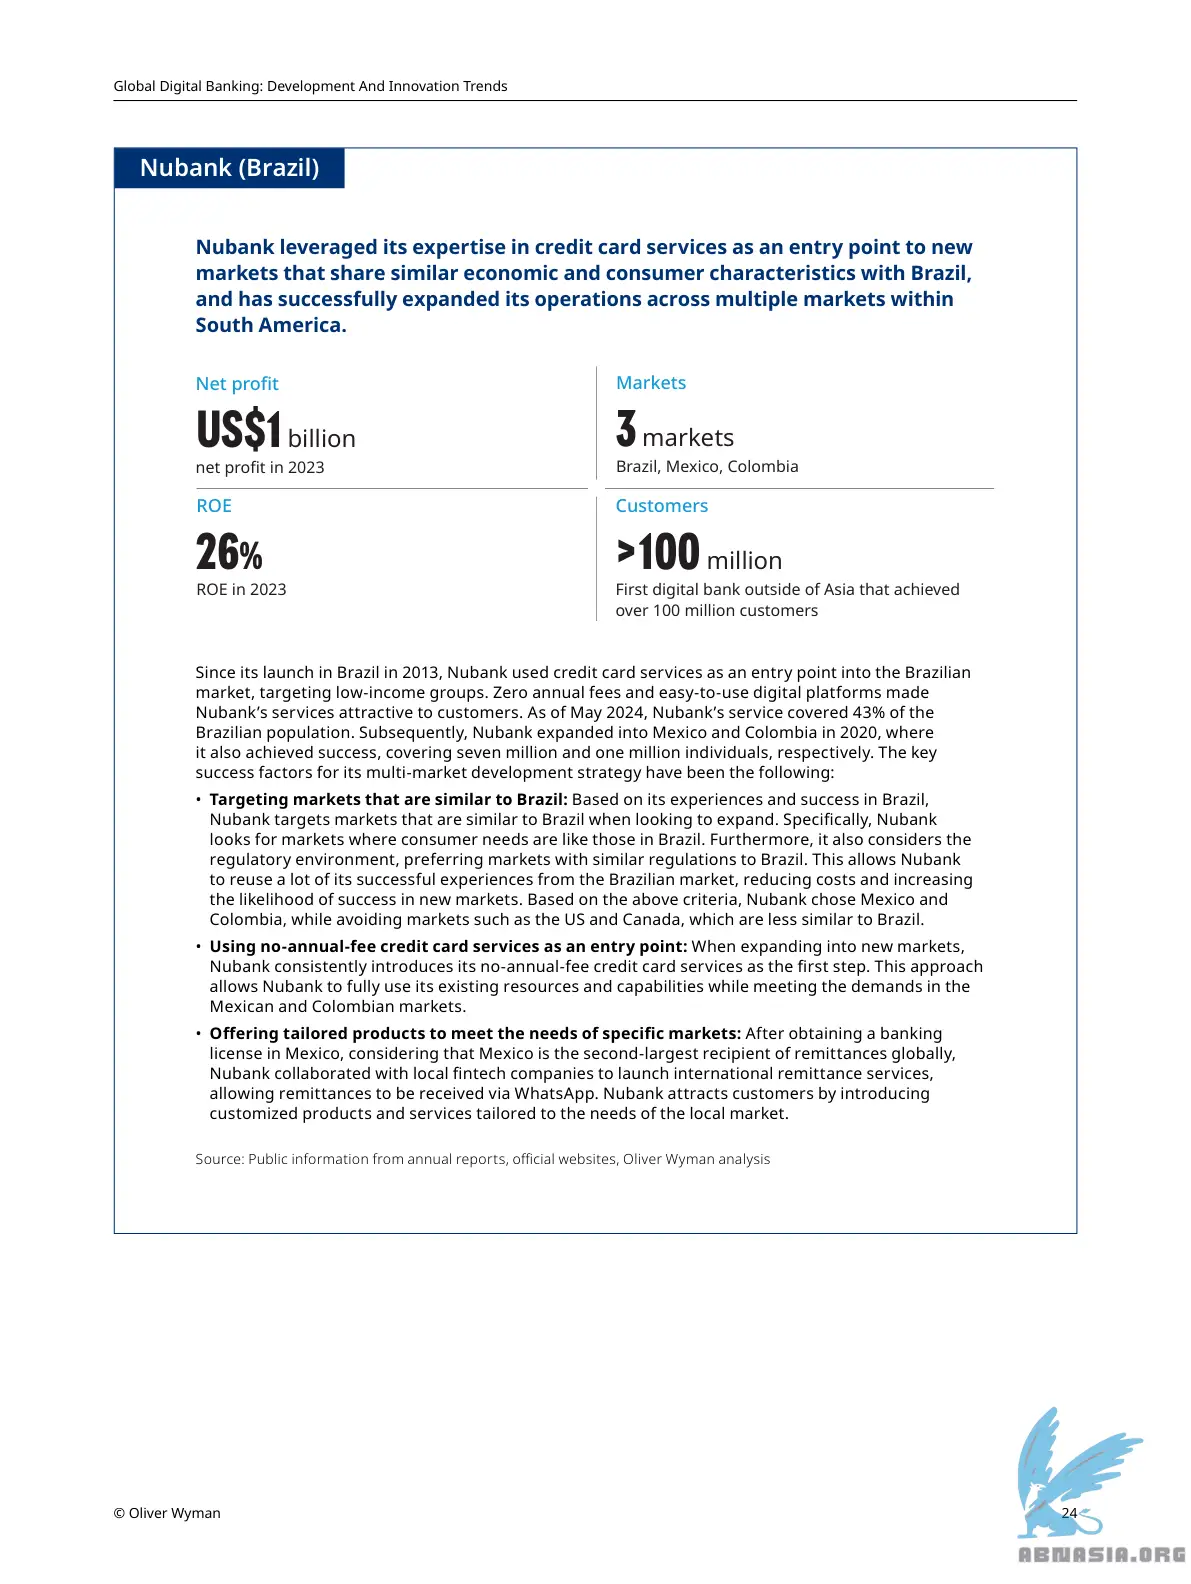 Global Digital Banking: Development And Innovation Trends
Nubank (Brazil)
Nubank leveraged its expertise in credit card services as an entry point to new
markets that share similar economic and consumer characteristics with Brazil,
and has successfully expanded its operations across multiple markets within
South America.
Net profit
US$1 billion
net profit in 2023
Markets
3 markets
Brazil, Mexico, Colombia
ROE
26%
ROE in 2023
Customers
>100 million
First digital bank outside of Asia that achieved
over 100 million customers
Since its launch in Brazil in 2013, Nubank used credit card services as an entry point into the Brazilian
market, targeting low-income groups. Zero annual fees and easy-to-use digital platforms made
Nubank’s services attractive to customers. As of May 2024, Nubank’s service covered 43% of the
Brazilian population. Subsequently, Nubank expanded into Mexico and Colombia in 2020, where
it also achieved success, covering seven million and one million individuals, respectively. The key
success factors for its multi-market development strategy have been the following:
• Targeting markets that are similar to Brazil: Based on its experiences and success in Brazil,
Nubank targets markets that are similar to Brazil when looking to expand. Specifically, Nubank
looks for markets where consumer needs are like those in Brazil. Furthermore, it also considers the
regulatory environment, preferring markets with similar regulations to Brazil. This allows Nubank
to reuse a lot of its successful experiences from the Brazilian market, reducing costs and increasing
the likelihood of success in new markets. Based on the above criteria, Nubank chose Mexico and
Colombia, while avoiding markets such as the US and Canada, which are less similar to Brazil.
• Using no-annual-fee credit card services as an entry point: When expanding into new markets,
Nubank consistently introduces its no-annual-fee credit card services as the first step. This approach
allows Nubank to fully use its existing resources and capabilities while meeting the demands in the
Mexican and Colombian markets.
• Offering tailored products to meet the needs of specific markets: After obtaining a banking
license in Mexico, considering that Mexico is the second-largest recipient of remittances globally,
Nubank collaborated with local fintech companies to launch international remittance services,
allowing remittances to be received via WhatsApp. Nubank attracts customers by introducing
customized products and services tailored to the needs of the local market.
Source: Public information from annual reports, official websites, Oliver Wyman analysis
© Oliver Wyman
24
ABNASIA.ORG